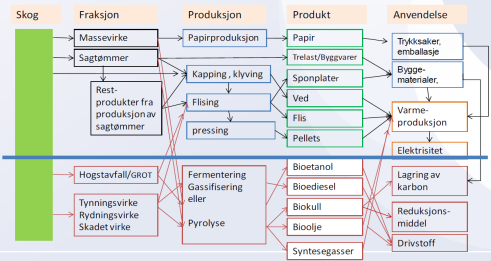 Skog
Fraksjon
Produksjon
Produkt
Anvendelse
Massevirke
Sagtømmer
Rest-
produkter fra
produksjon av
sagtømmer
Hogstavfall/GROT
Tynningsvirke
Rydningsvirke
Skadet virke
Papirproduksjon
Kapping , klyving
Flising
pressing
Fermentering
Gassifisering
eller
Pyrolyse
Papir
Trelast/Byggvarer
Sponplater
Ved
Flis
Pellets
Bioetanol
Biodiesel
Biokull
Bioolje
Syntesegasser
Trykksaker,
emballasje
Bygge-
materialer,
Varme-
produksjon
Elektrisitet
Lagring av
karbon
Reduksjons-
middel
Drivstoff